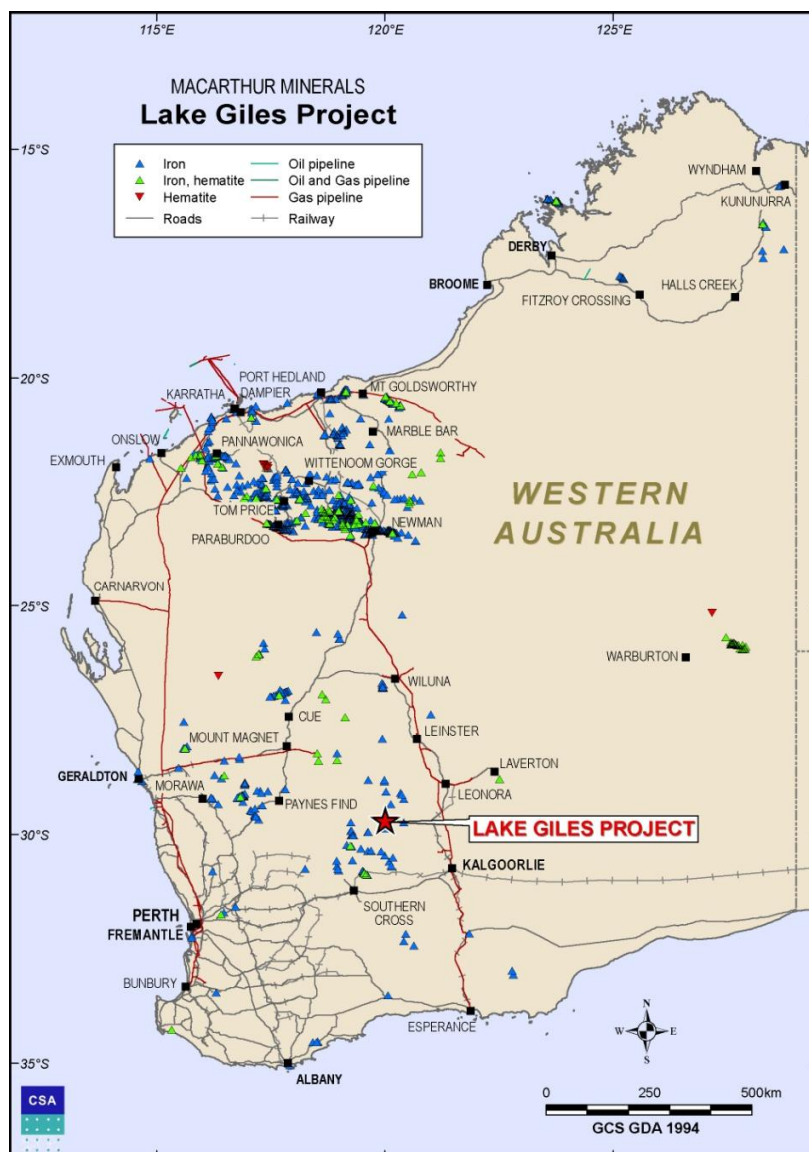 115°E
120°E
125°E
MACARTHUR MINERALS
Lake Giles Project
Iron
Oil pipeline
Iron, hematite
Oil and Gas pipeline
Hematite
Gas pipeline
Roads
Railway
15°S
WYNDHAM
KUNUNURRA
DERBY
BROOME
FITZROY CROSSING
HALLS CREEK
20°S
PORT HEDLAND
DAMPIER
KARRATHA
MT GOLDSWORTHY
MARBLE BAR
ONSLOW
PANNAWONICA
EXMOUTH
WITTENOOM GORGE
TOM PRICE
NEWMAN
PARABURDOO
WESTERN
AUSTRALIA
CARNARVON
25°S
WARBURTON
WILUNA
CUE
LEINSTER
MOUNT MAGNET
LAVERTON
GERALDTON
MORAWA
LEONORA
PAYNES FIND
30°S
LAKE GILES PROJECT
KALGOORLIE
SOUTHERN
CROSS
PERTH
FREMANTLE
BUNBURY
ESPERANCE
N
W
E
S
35°S
ALBANY
CSA
0
250
500km
GCS GDA 1994